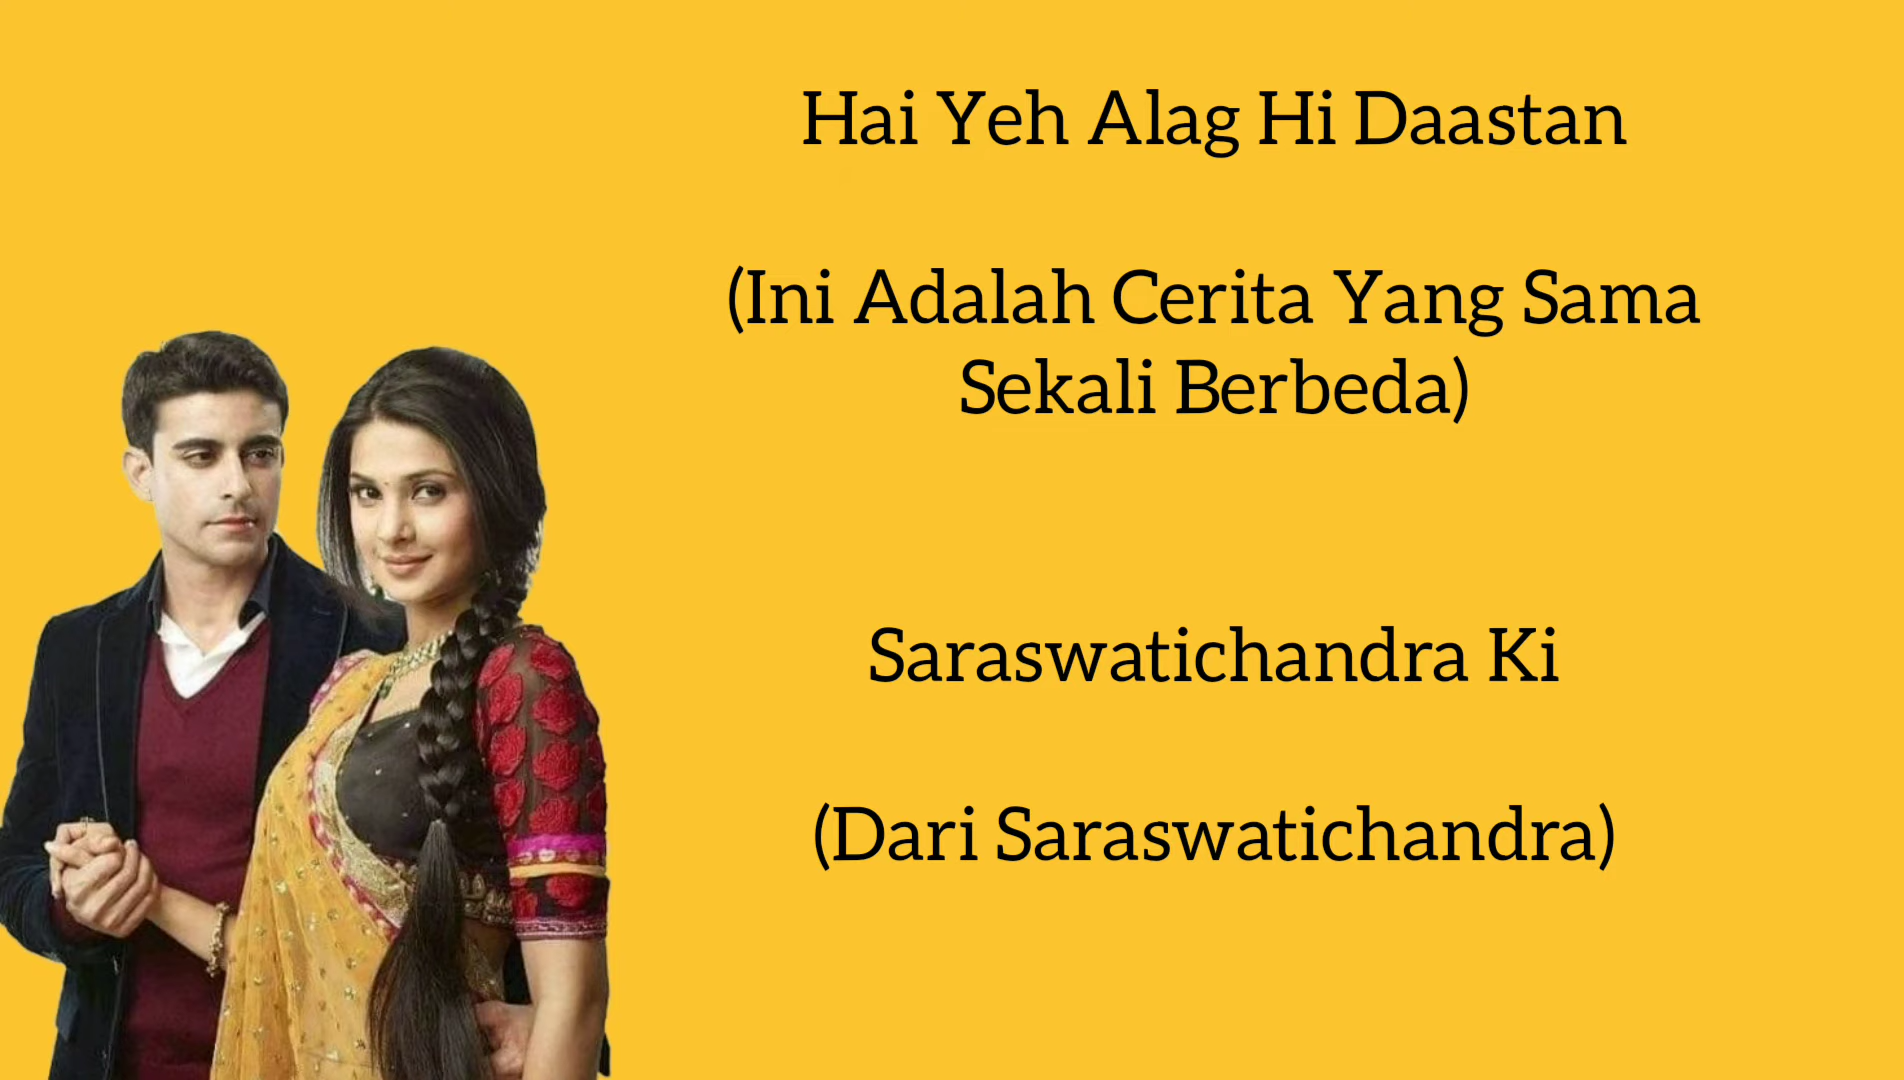 Hai Yeh Alag Hi Daastan
(Ini Adalah Cerita Yang Sama
Sekali Berbeda)
Saraswatichandra Ki
(Dari Saraswatichandra)